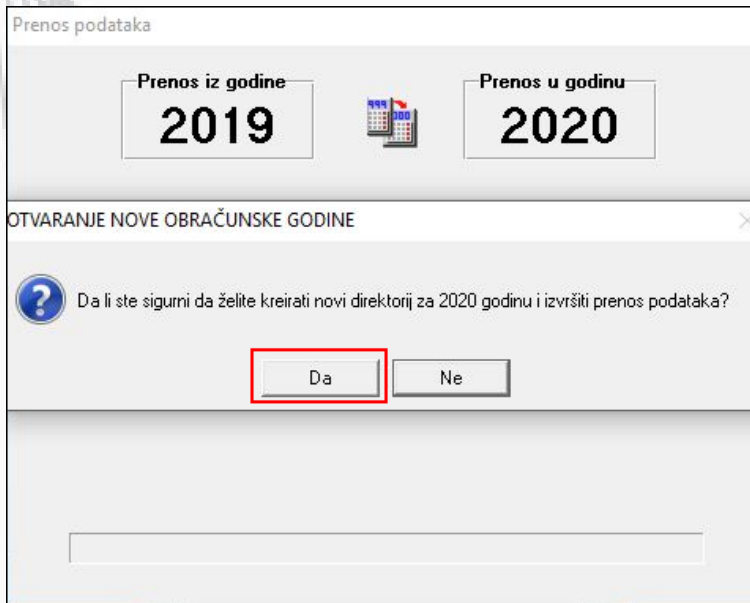 Prenos podataka
Prenos iz godine
2019
Prenos u godinu
2020
OTVARANJE NOVE OBRAČUNSKE GODINE
Da li ste sigurni da želite kreirati novi direktorij za 2020 godinu i izvršiti prenos podataka?
Da
Ne